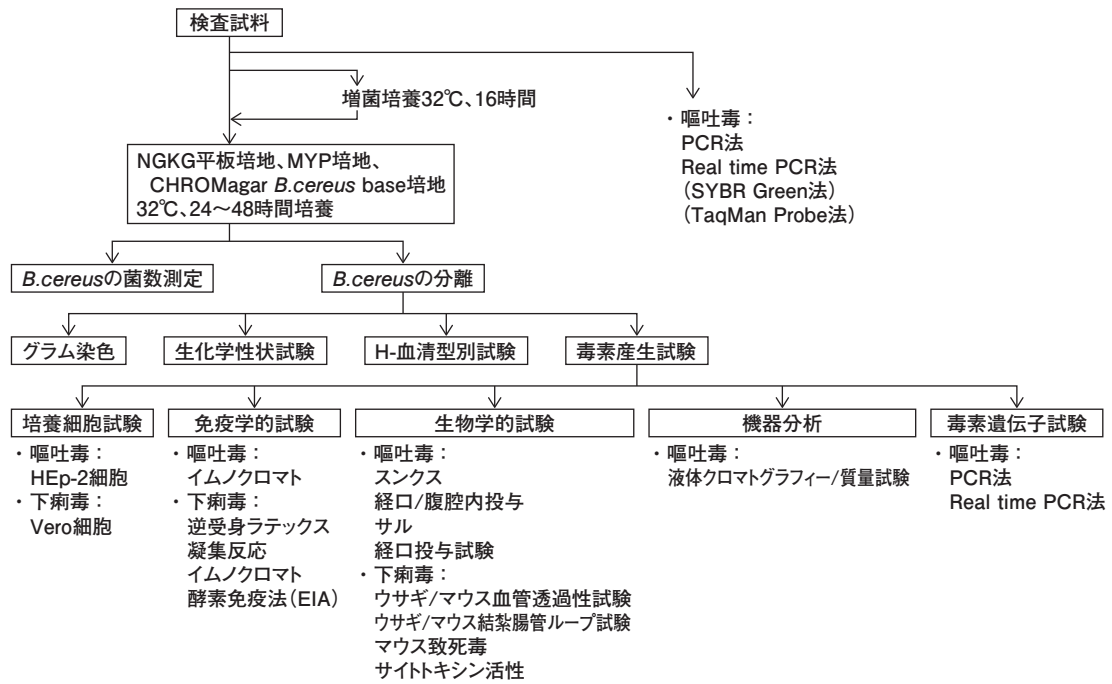 検査試料
増菌培養32℃、16時間
・嘔吐毒：
PCR法
Real time PCR法
(SYBR Green法)
(TaqMan Probe法)
NGKG平板培地、MYP培地、
CHROMagar B.cereus base培地
32℃、24～48時間培養
B.cereusの菌数測定
B.cereusの分離
グラム染色
生化学性状試験
H-血清型別試験
毒素産生試験
培養細胞試験
・嘔吐毒：
HEp-2細胞
・下痢毒：
Vero細胞
免疫学的試験
・嘔吐毒：
イムノクロマト
・下痢毒：
逆受身ラテックス
凝集反応
イムノクロマト
酵素免疫法(EIA)
生物学的試験
・嘔吐毒：
スンクス
経口/腹腔内投与
サル
経口投与試験
・下痢毒：
ウサギ/マウス血管透過性試験
ウサギ/マウス結紮腸管ループ試験
マウス致死毒
サイトキシン活性
機器分析
・嘔吐毒：
液体クロマトグラフィー/質量試験
毒素遺伝子試験
・嘔吐毒：
PCR法
Real time PCR法